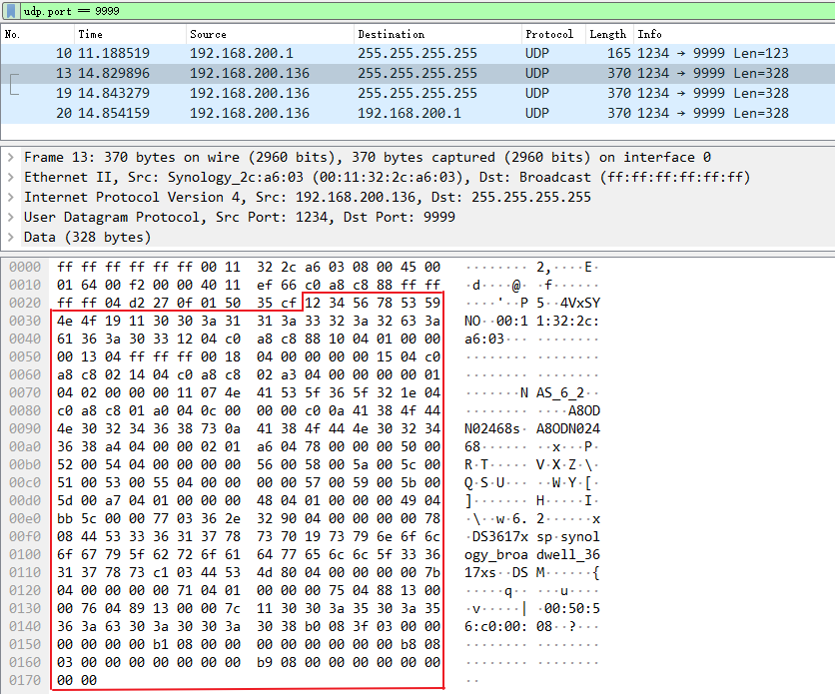 udp.port == 9999
No. Time Source Destination Protocol Length Info
10 11.188519 192.168.200.1 255.255.255.255 UDP 165 1234 → 9999 Len=123
13 14.829896 192.168.200.136 255.255.255.255 UDP 370 1234 → 9999 Len=328
19 14.843279 192.168.200.136 255.255.255.255 UDP 370 1234 → 9999 Len=328
20 14.854159 192.168.200.136 192.168.200.1 UDP 370 1234 → 9999 Len=328
> Frame 13: 370 bytes on wire (2960 bits), 370 bytes captured (2960 bits) on interface 0
> Ethernet II, Src: Synology_2c:a6:03 (00:11:32:2c:a6:03), Dst: Broadcast (ff:ff:ff:ff:ff:ff)
> Internet Protocol Version 4, Src: 192.168.200.136, Dst: 255.255.255.255
> User Datagram Protocol, Src Port: 1234, Dst Port: 9999
> Data (328 bytes)
0000 ff ff ff ff ff ff 00 11 32 2c a6 03 08 00 45 00 ········ 2,····E·
0010 01 64 00 f2 00 00 40 11 ef 66 c0 a8 c8 88 ff ff ·d····@· ·f······
0020 ff ff 04 d2 27 0f 01 50 35 cf 12 34 56 78 53 59 ····'··P 5··4VxSY
0030 4e 4f 19 11 30 30 3a 31 31 3a 33 32 3a 32 63 3a NO··00:1 1:32:2c:
0040 61 36 3a 30 33 12 04 c0 a8 c8 88 10 04 01 00 00 a6:03··· ········
0050 00 13 04 ff ff ff 00 18 04 00 00 00 00 15 04 c0 ········ ········
0060 a8 c8 02 14 04 c0 a8 c8 02 a3 04 00 00 00 00 01 ········ ········
0070 04 02 00 00 00 11 07 4e 41 53 5f 36 5f 32 1e 04 ·······N AS_6_2··
0080 c0 a8 c8 01 a0 04 0c 00 00 00 c0 0a 41 38 4f 44 ········ ····A8OD
0090 4e 30 32 34 36 38 73 0a 41 38 4f 44 4e 30 32 34 N02468s· A8ODN024
00a0 36 38 a4 04 00 00 02 01 a6 04 78 00 00 00 50 00 68······ ··x···P·
00b0 52 00 54 04 00 00 00 00 56 00 58 00 5a 00 5c 00 R·T····· V·X·Z·\·
00c0 51 00 53 00 55 04 00 00 00 00 57 00 59 00 5b 00 Q·S·U··· ··W·Y·[·
00d0 5d 00 a7 04 01 00 00 00 48 04 01 00 00 00 49 04 ]······· H·····I·
00e0 bb 5c 00 00 77 03 36 2e 32 90 04 00 00 00 00 78 ·\··w·6. 2······x
00f0 08 44 53 33 36 31 37 78 73 70 19 73 79 6e 6f 6c ·DS3617x sp·synol
0100 6f 67 79 5f 62 72 6f 61 64 77 65 6c 6c 5f 33 36 ogy_broa dwell_36
0110 31 37 78 73 c1 03 44 53 4d 80 04 00 00 00 00 7b 17xs··DS M······{
0120 04 00 00 00 00 71 04 01 00 00 00 75 04 88 13 00 ·····q·· ···u····
0130 00 76 04 89 13 00 00 7c 11 30 30 3a 35 30 3a 35 ·v·····| ·00:50:5
0140 36 3a 63 30 3a 30 30 3a 30 38 b0 08 3f 03 00 00 6:c0:00: 08··?···
0150 00 00 00 00 b1 08 00 00 00 00 00 00 00 00 b8 08 ········ ········
0160 03 00 00 00 00 00 00 00 b9 08 00 00 00 00 00 00 ········ ········
0170 00 00 ··